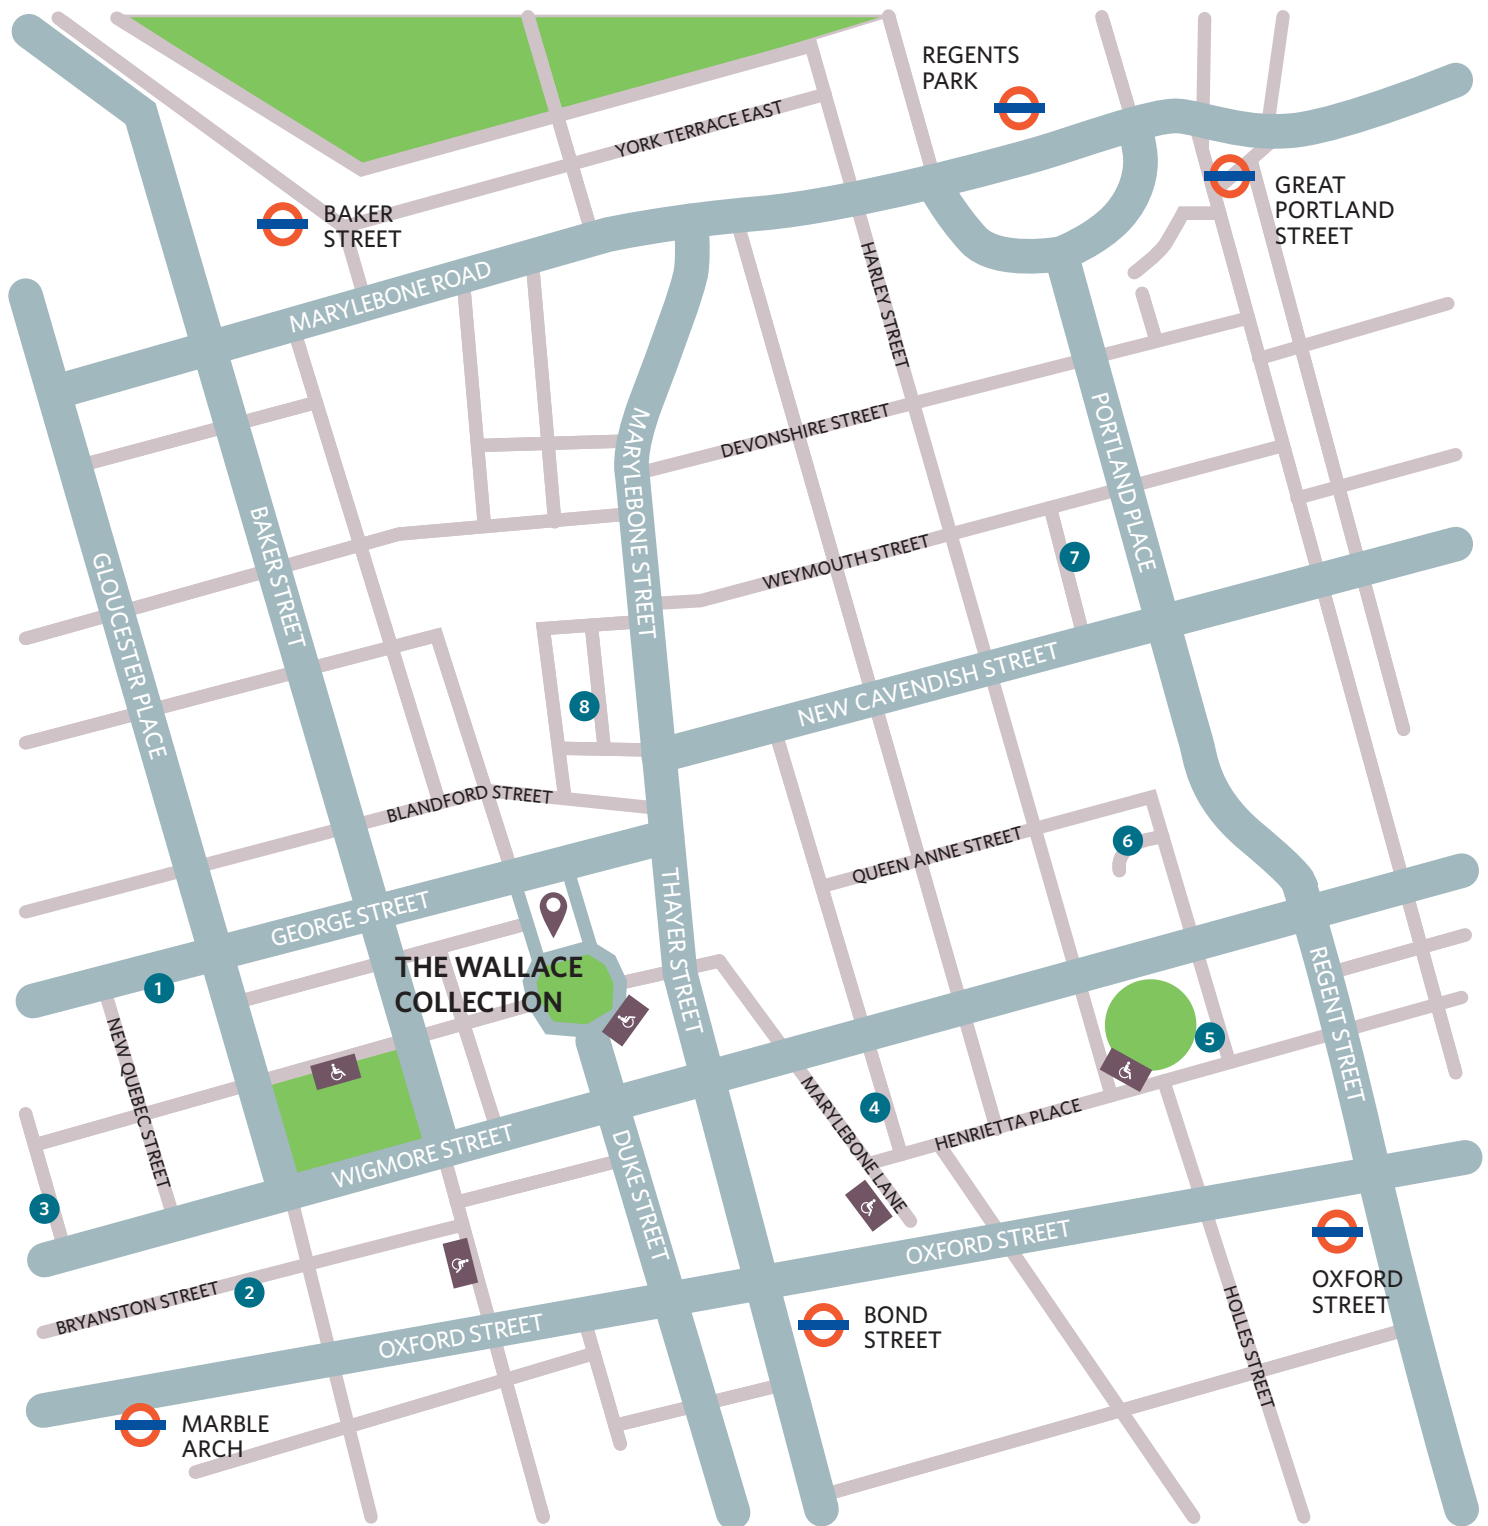 REGENTS
PARK
YORK TERRACE EAST
BAKER
STREET
GREAT
PORTLAND
STREET
MARYLEBONE ROAD
HARLEY STREET
DEVONSHIRE STREET
MARYLEBONE STREET
PORTLAND PLACE
BAKER STREET
GLOUCESTER PLACE
WEYMOUTH STREET
7
NEW CAVENDISH STREET
8
BLANDFORD STREET
QUEEN ANNE STREET
6
GEORGE STREET
THAYER STREET
THE WALLACE
COLLECTION
1
NEW QUEBEC STREET
REGENT STREET
5
4
MARYLEBONE LANE
HENRIETTA PLACE
WIGMORE STREET
DUKE STREET
3
2
BRYANSTON STREET
OXFORD STREET
OXFORD STREET
OXFORD
STREET
BOND
STREET
HOLLES STREET
MARBLE
ARCH